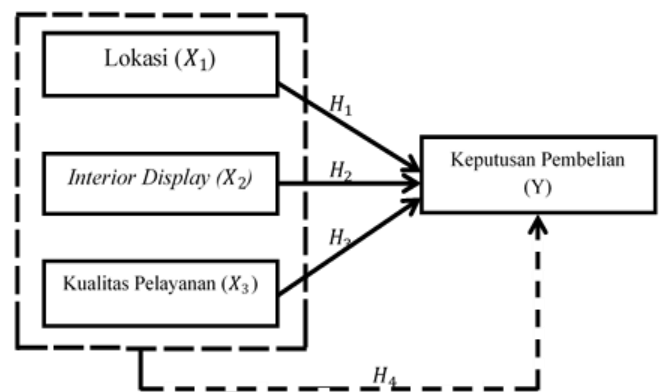 Lokasi (X₁)
H₁
Interior Display (X₂)
H₂
Keputusan Pembelian
(Y)
H₃
Kualitas Pelayanan (X₃)
H₄